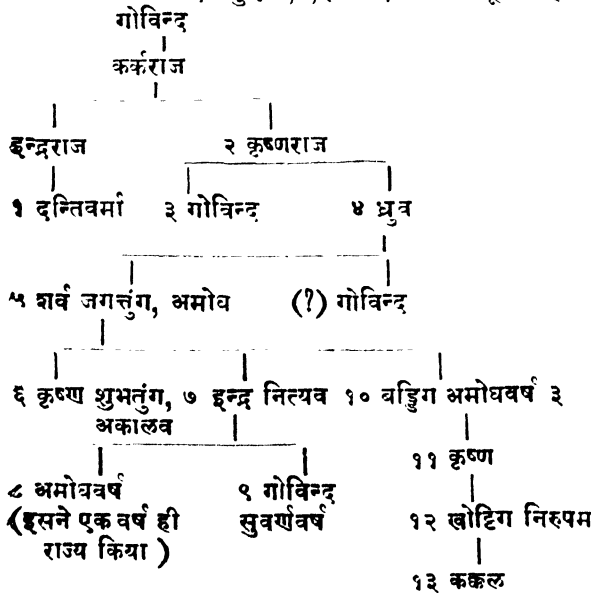 गोविन्द
कर्कराज
इन्द्रराज २ कृष्णराज
१ दन्तिवर्मा ३ गोविन्द ४ ध्रुव
५ शर्व जगत्तुंग, अमोघ (?) गोविन्द
६ कृष्ण शुभतुंग, ७ इन्द्र नित्यव १० बड्डिग अमोघवर्ष ३
अकालव
११ कृष्ण
८ अमोघवर्ष ९ गोविन्द
(इसने एक वर्ष ही सुवर्णवर्ष १२ खोट्टिग निरुपम
राज्य किया )
१३ कक्कल